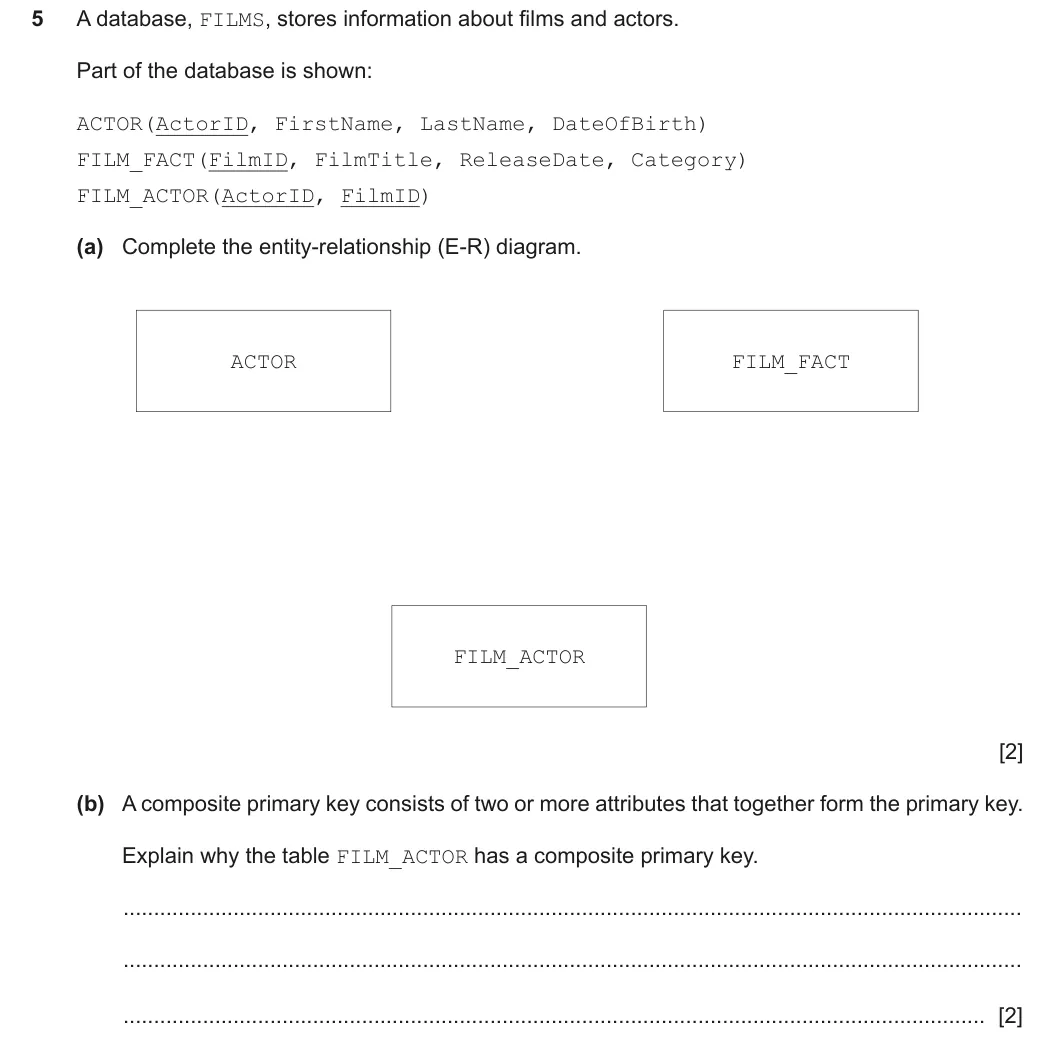 5 A database, FILMS, stores information about films and actors.
Part of the database is shown:
ACTOR(ActorID, FirstName, LastName, DateOfBirth)
FILM_FACT(FilmID, FilmTitle, ReleaseDate, Category)
FILM_ACTOR(ActorID, FilmID)
(a) Complete the entity-relationship (E-R) diagram.
ACTOR
FILM_FACT
FILM_ACTOR
[2]
(b) A composite primary key consists of two or more attributes that together form the primary key.
Explain why the table FILM_ACTOR has a composite primary key.
[2]